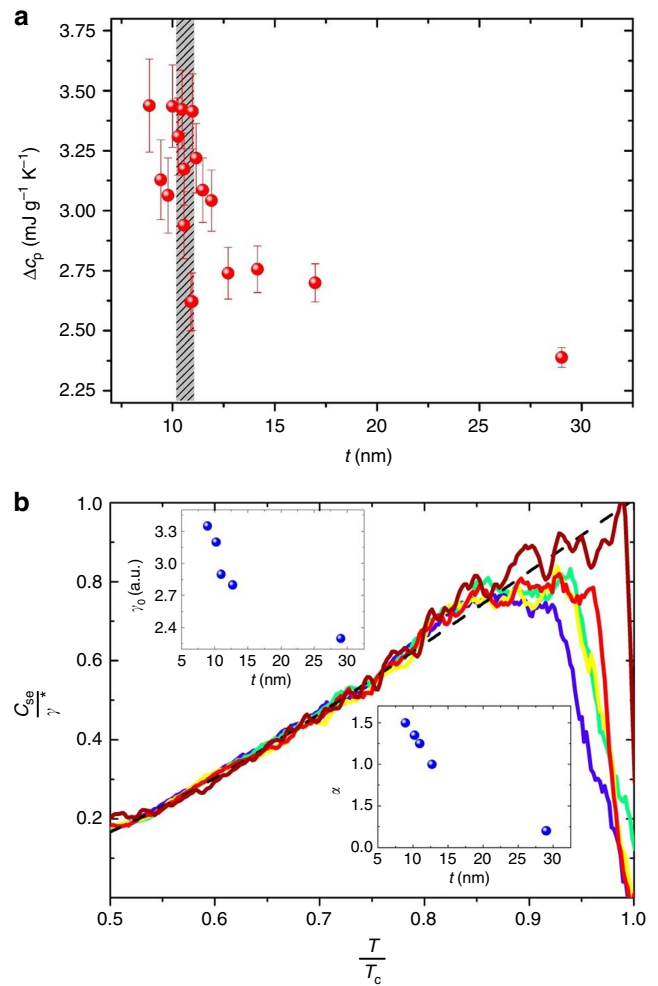 a
3.75
3.50
3.25
3.00
2.75
2.50
2.25
Δcp (mJ g⁻¹ K⁻¹)
10 15 20 25 30
t (nm)
b
1.0
0.8
0.6
0.4
0.2
Cse
γ*
3.3
3.0
2.7
2.4
γ0 (a.u.)
5 10 15 20 25 30
t (nm)
1.5
1.0
1.5
0.0
α
5 10 15 20 25 30
t (nm)
0.5 0.6 0.7 0.8 0.9 1.0
T
Tc